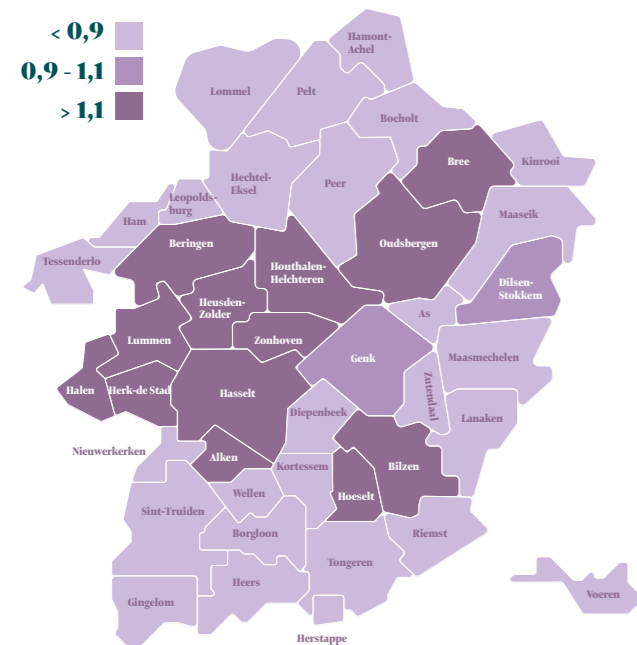 < 0,9
0,9 - 1,1
> 1,1
Hamont-
Achel
Lommel
Pelt
Bocholt
Bree
Kinrooi
Hechtel-
Eksel
Peer
Leopolds-
burg
Ham
Maaseik
Beringen
Oudsbergen
Tessenderlo
Houthalen-
Helchteren
Dilsen-
Stokkem
Heusden-
Zolder
As
Lummen
Zonhoven
Genk
Maasmechelen
Zutendaal
Halen
Herk-de Stad
Hasselt
Diepenbeek
Lanaken
Nieuwerkerken
Alken
Kortessem
Bilzen
Wellen
Hoeselt
Sint-Truiden
Borgloon
Riemst
Tongeren
Heers
Gingelom
Voeren
Herstappe